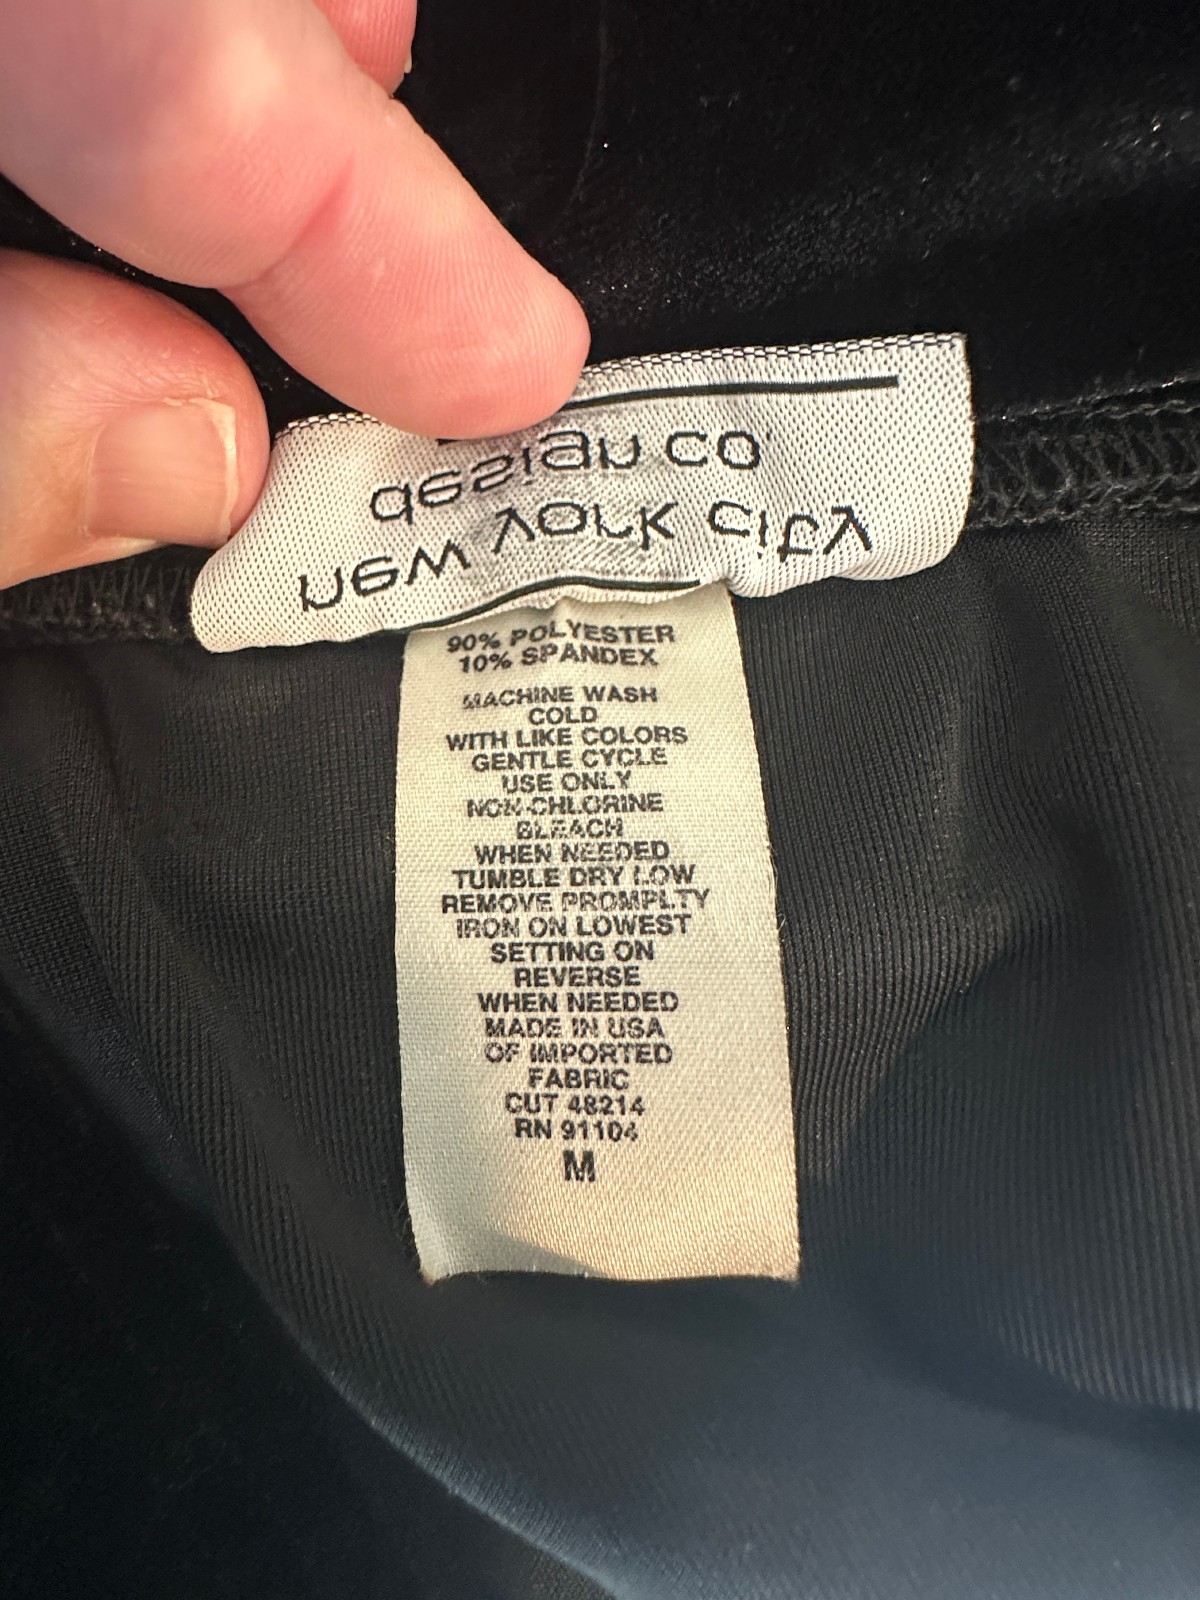 new york city
design co
90% POLYESTER
10% SPANDEX
MACHINE WASH
COLD
WITH LIKE COLORS
GENTLE CYCLE
USE ONLY
NON-CHLORINE
BLEACH
WHEN NEEDED
TUMBLE DRY LOW
REMOVE PROMPLTY
IRON ON LOWEST
SETTING ON
REVERSE
WHEN NEEDED
MADE IN USA
OF IMPORTED
FABRIC
CUT 48214
RN 91104
M